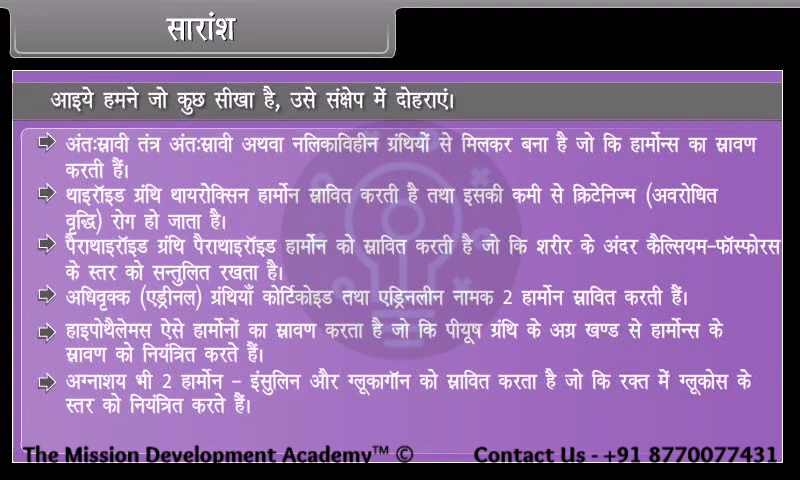 सारांश
आइये हमने जो कुछ सीखा है, उसे संक्षेप में दोहराएं।
अंतःस्रावी तंत्र अंतःस्रावी अथवा नलिकाविहीन ग्रंथियों से मिलकर बना है जो कि हार्मोन्स का स्रावण
करती हैं।
थाइरॉइड ग्रंथि थायरोक्सिन हार्मोन स्रावित करती है तथा इसकी कमी से क्रिटेनिज्म (अवरोधित
वृद्धि) रोग हो जाता है।
पैराथाइरॉइड ग्रंथि पैराथाइरॉइड हार्मोन को स्रावित करती है जो कि शरीर के अंदर कैल्सियम-फॉस्फोरस
के स्तर को सन्तुलित रखता है।
अधिवृक्क (एड्रीनल) ग्रंथियाँ कोर्टिकोइड तथा एड्रिनलीन नामक 2 हार्मोन स्रावित करती हैं।
हाइपोथैलेमस ऐसे हार्मोनों का स्रावण करता है जो कि पीयूष ग्रंथि के अग्र खण्ड से हार्मोन्स के
स्रावण को नियंत्रित करते हैं।
अग्नाशय भी 2 हार्मोन - इंसुलिन और ग्लूकागॉन को स्रावित करता है जो कि रक्त में ग्लूकोस के
स्तर को नियंत्रित करते हैं।
The Mission Development Academy™ © Contact Us - +91 8770077431